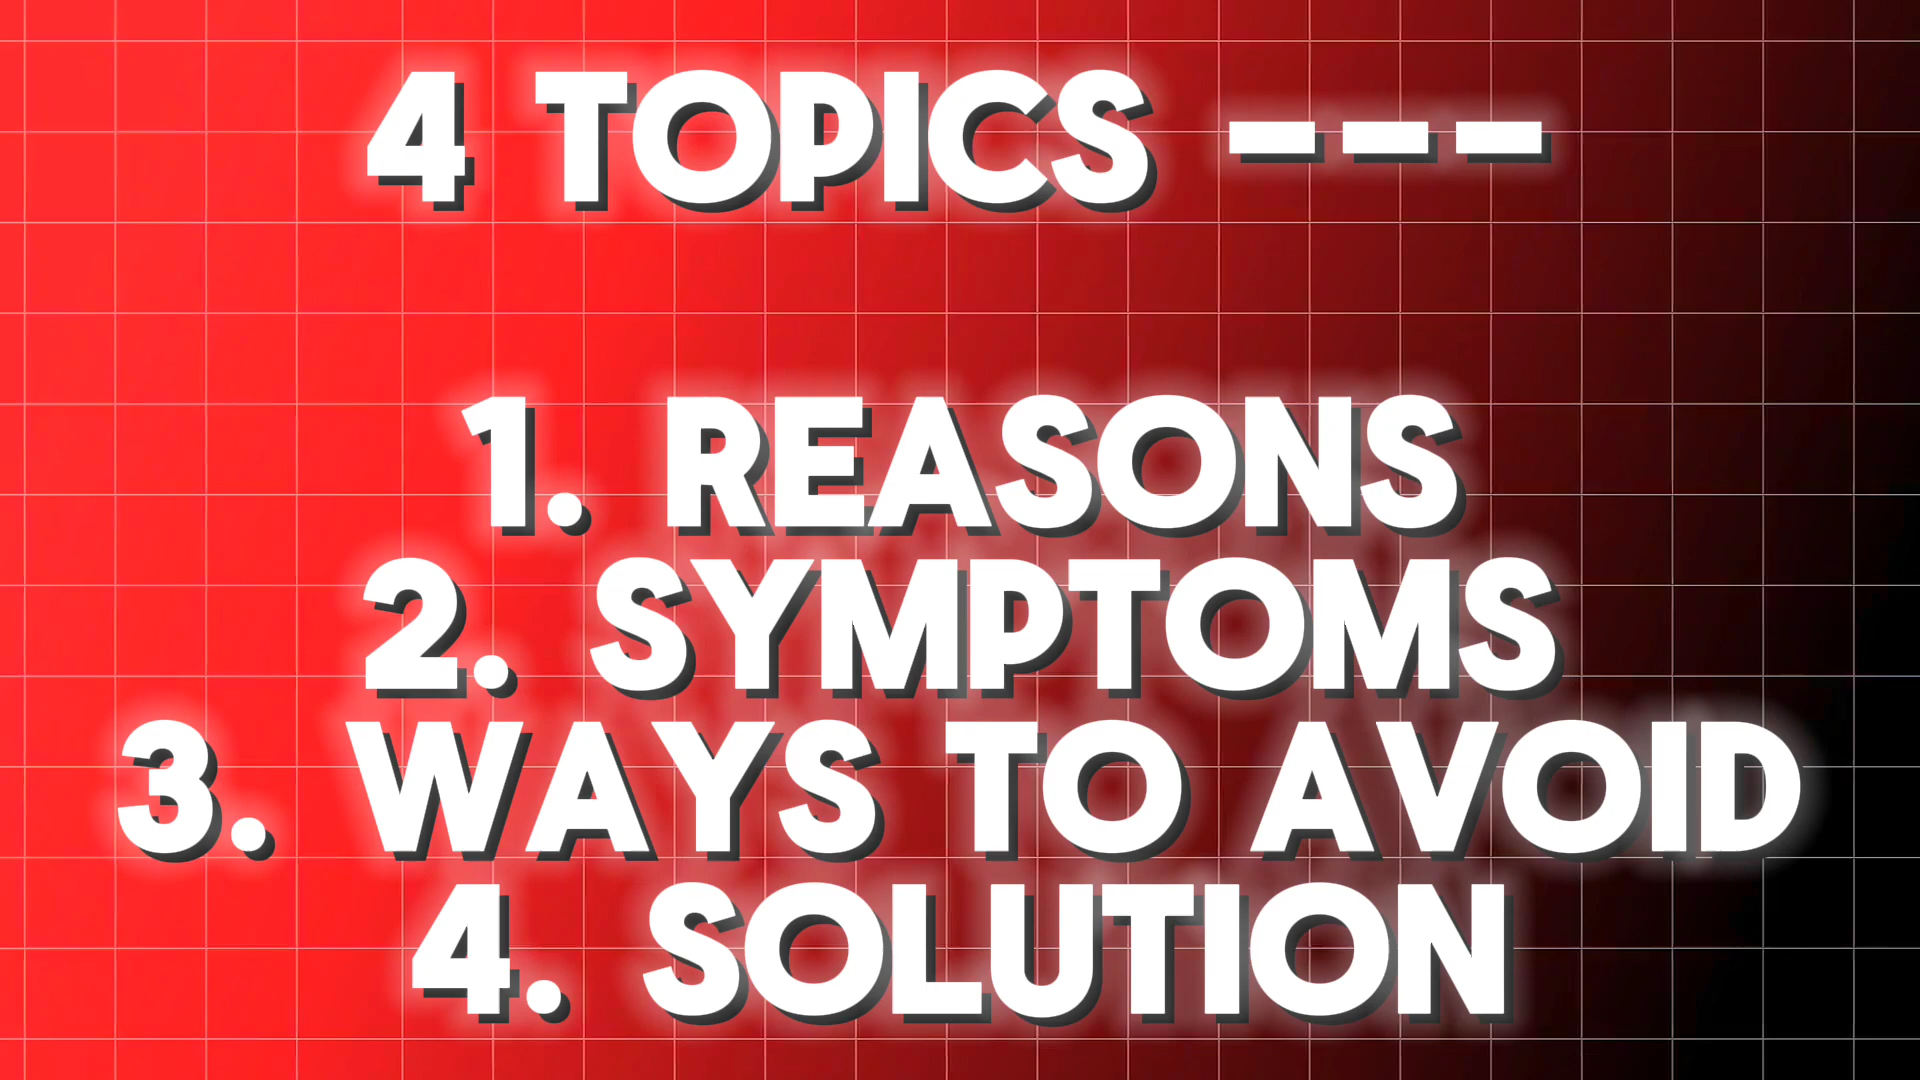 4 TOPICS ---
1. REASONS
2. SYMPTOMS
3. WAYS TO AVOID
4. SOLUTION